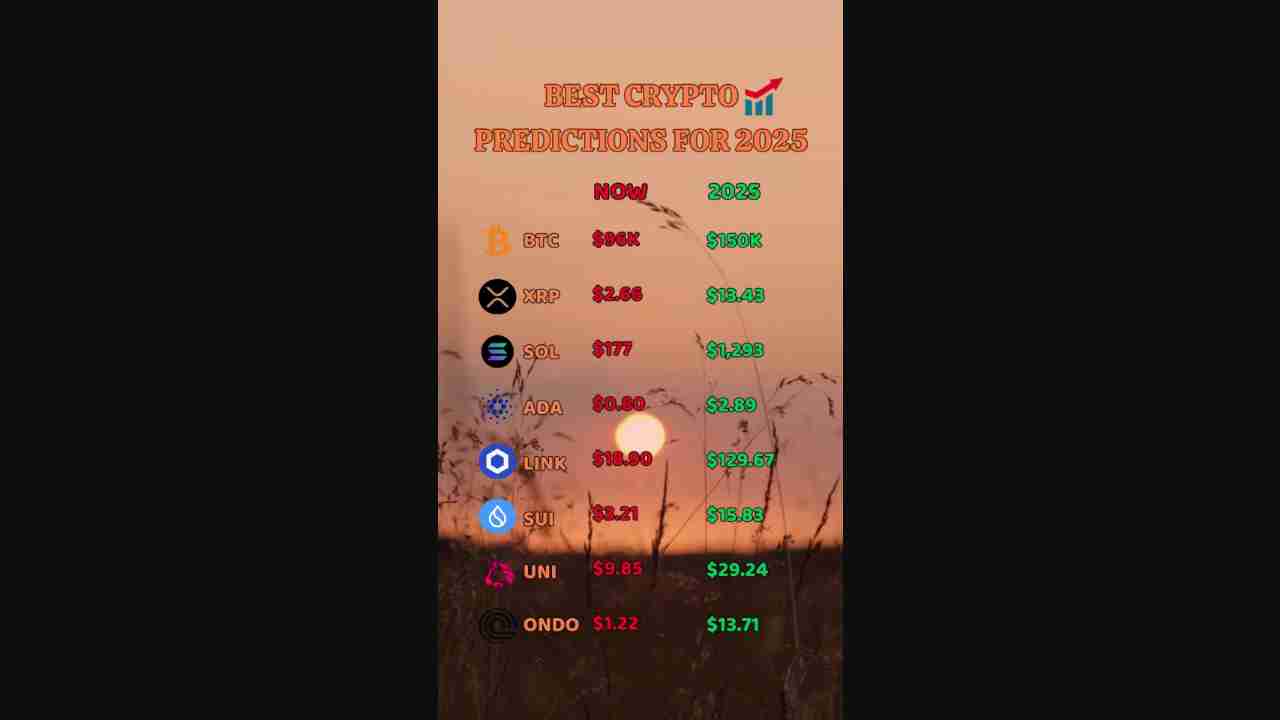 BEST CRYPTO
PREDICTIONS FOR 2025
NOW 2025
BTC $96K $150K
XRP $2.66 $13.43
SOL $177 $1,293
ADA $0.80 $2.89
LINK $18.90 $129.67
SUI $3.21 $15.83
UNI $9.85 $29.24
ONDO $1.22 $13.71